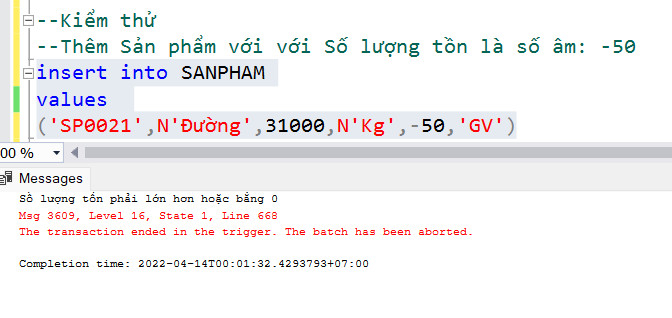 --Kiểm thử
--Thêm Sản phẩm với với Số lượng tồn là số âm: -50
insert into SANPHAM
values
('SP0021',N'Đường',31000,N'Kg',-50,'GV')
00 %
Messages
Số lượng tồn phải lớn hơn hoặc bằng 0
Msg 3609, Level 16, State 1, Line 668
The transaction ended in the trigger. The batch has been aborted.
Completion time: 2022-04-14T00:01:32.4293793+07:00